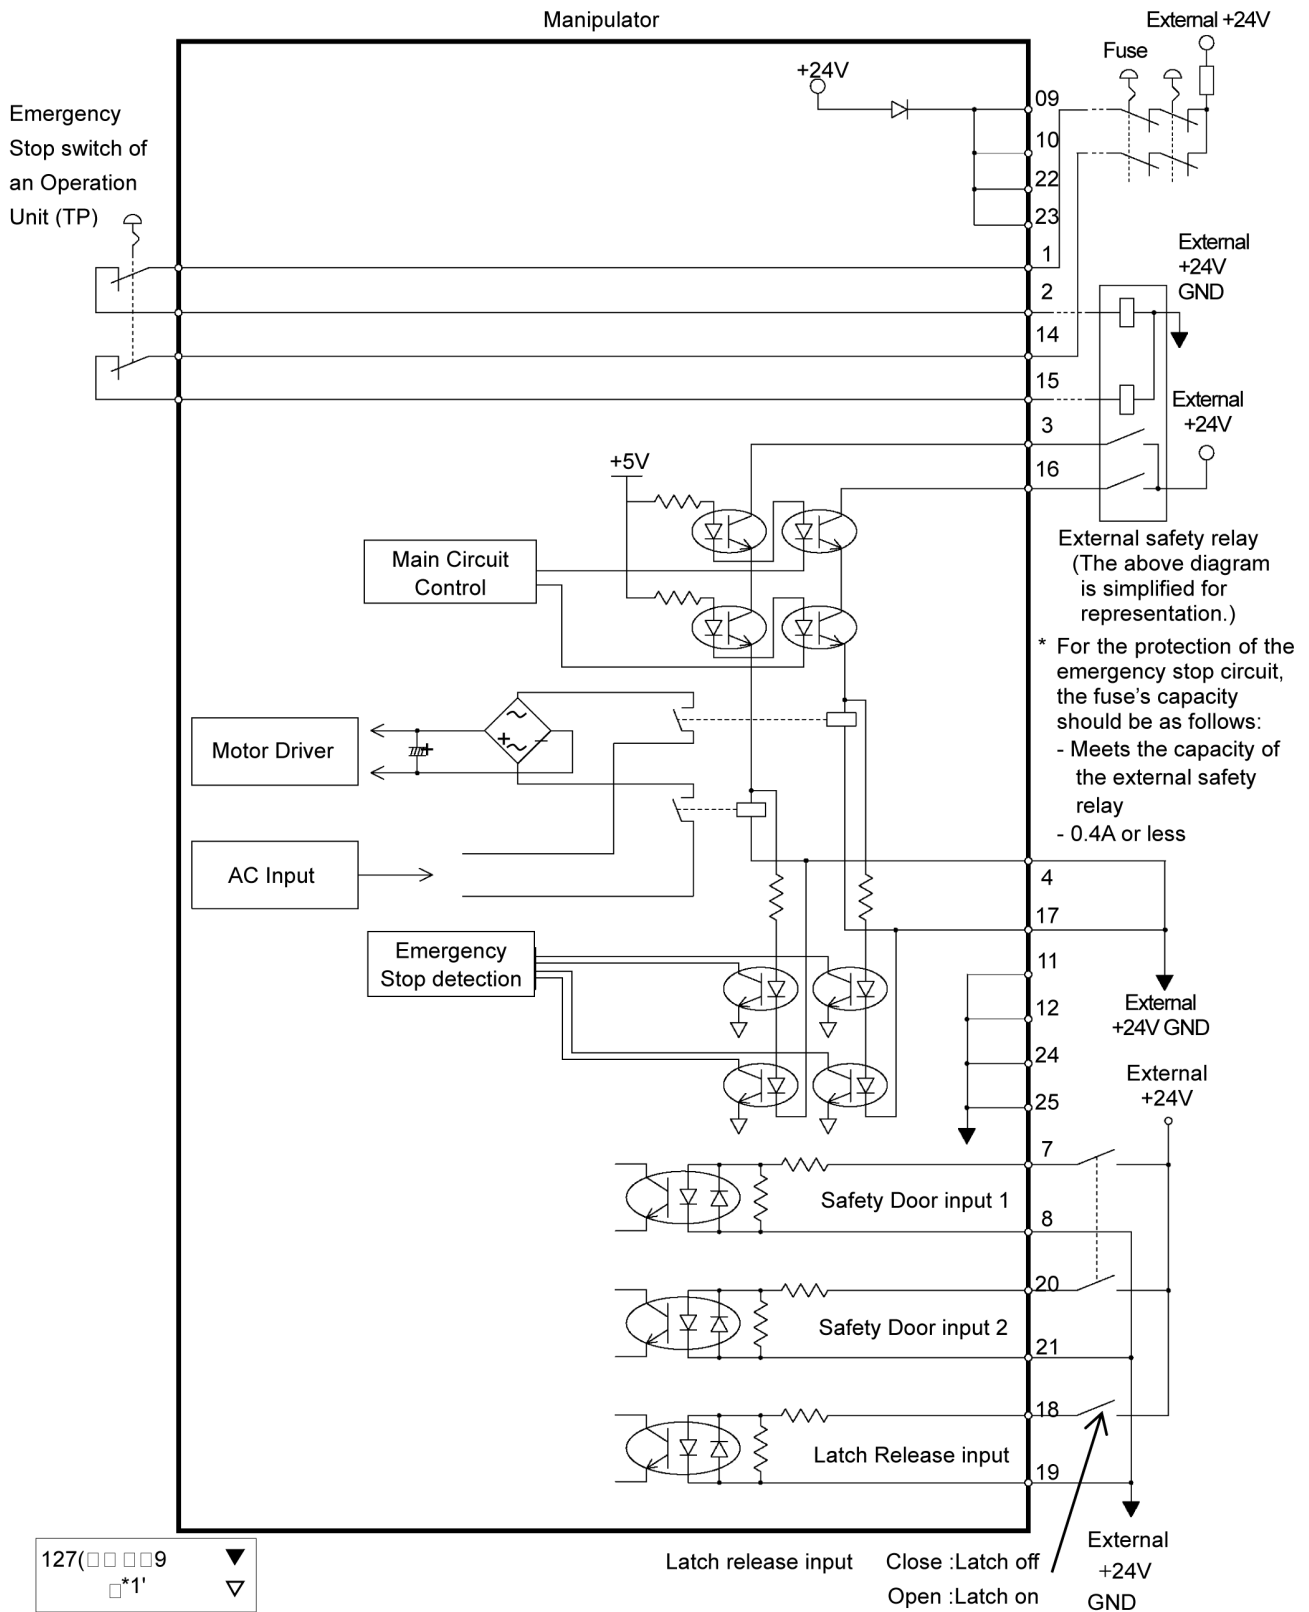 Manipulator
External +24V
Fuse
+24V
09
10
22
23
Emergency
Stop switch of
an Operation
Unit (TP)
1
2
14
15
3
16
External
+24V
GND
External
+24V
+5V
Main Circuit
Control
External safety relay
(The above diagram
is simplified for
representation.)
* For the protection of the
emergency stop circuit,
the fuse's capacity
should be as follows:
- Meets the capacity of
the external safety
relay
- 0.4A or less
Motor Driver
AC Input
4
17
Emergency
Stop detection
11
12
24
25
External
+24V GND
External
+24V
7
Safety Door input 1
8
20
Safety Door input 2
21
18
Latch Release input
19
External
+24V
GND
Latch release input Close :Latch off
Open :Latch on
127(□□□□9 ▼
□*1' ▽